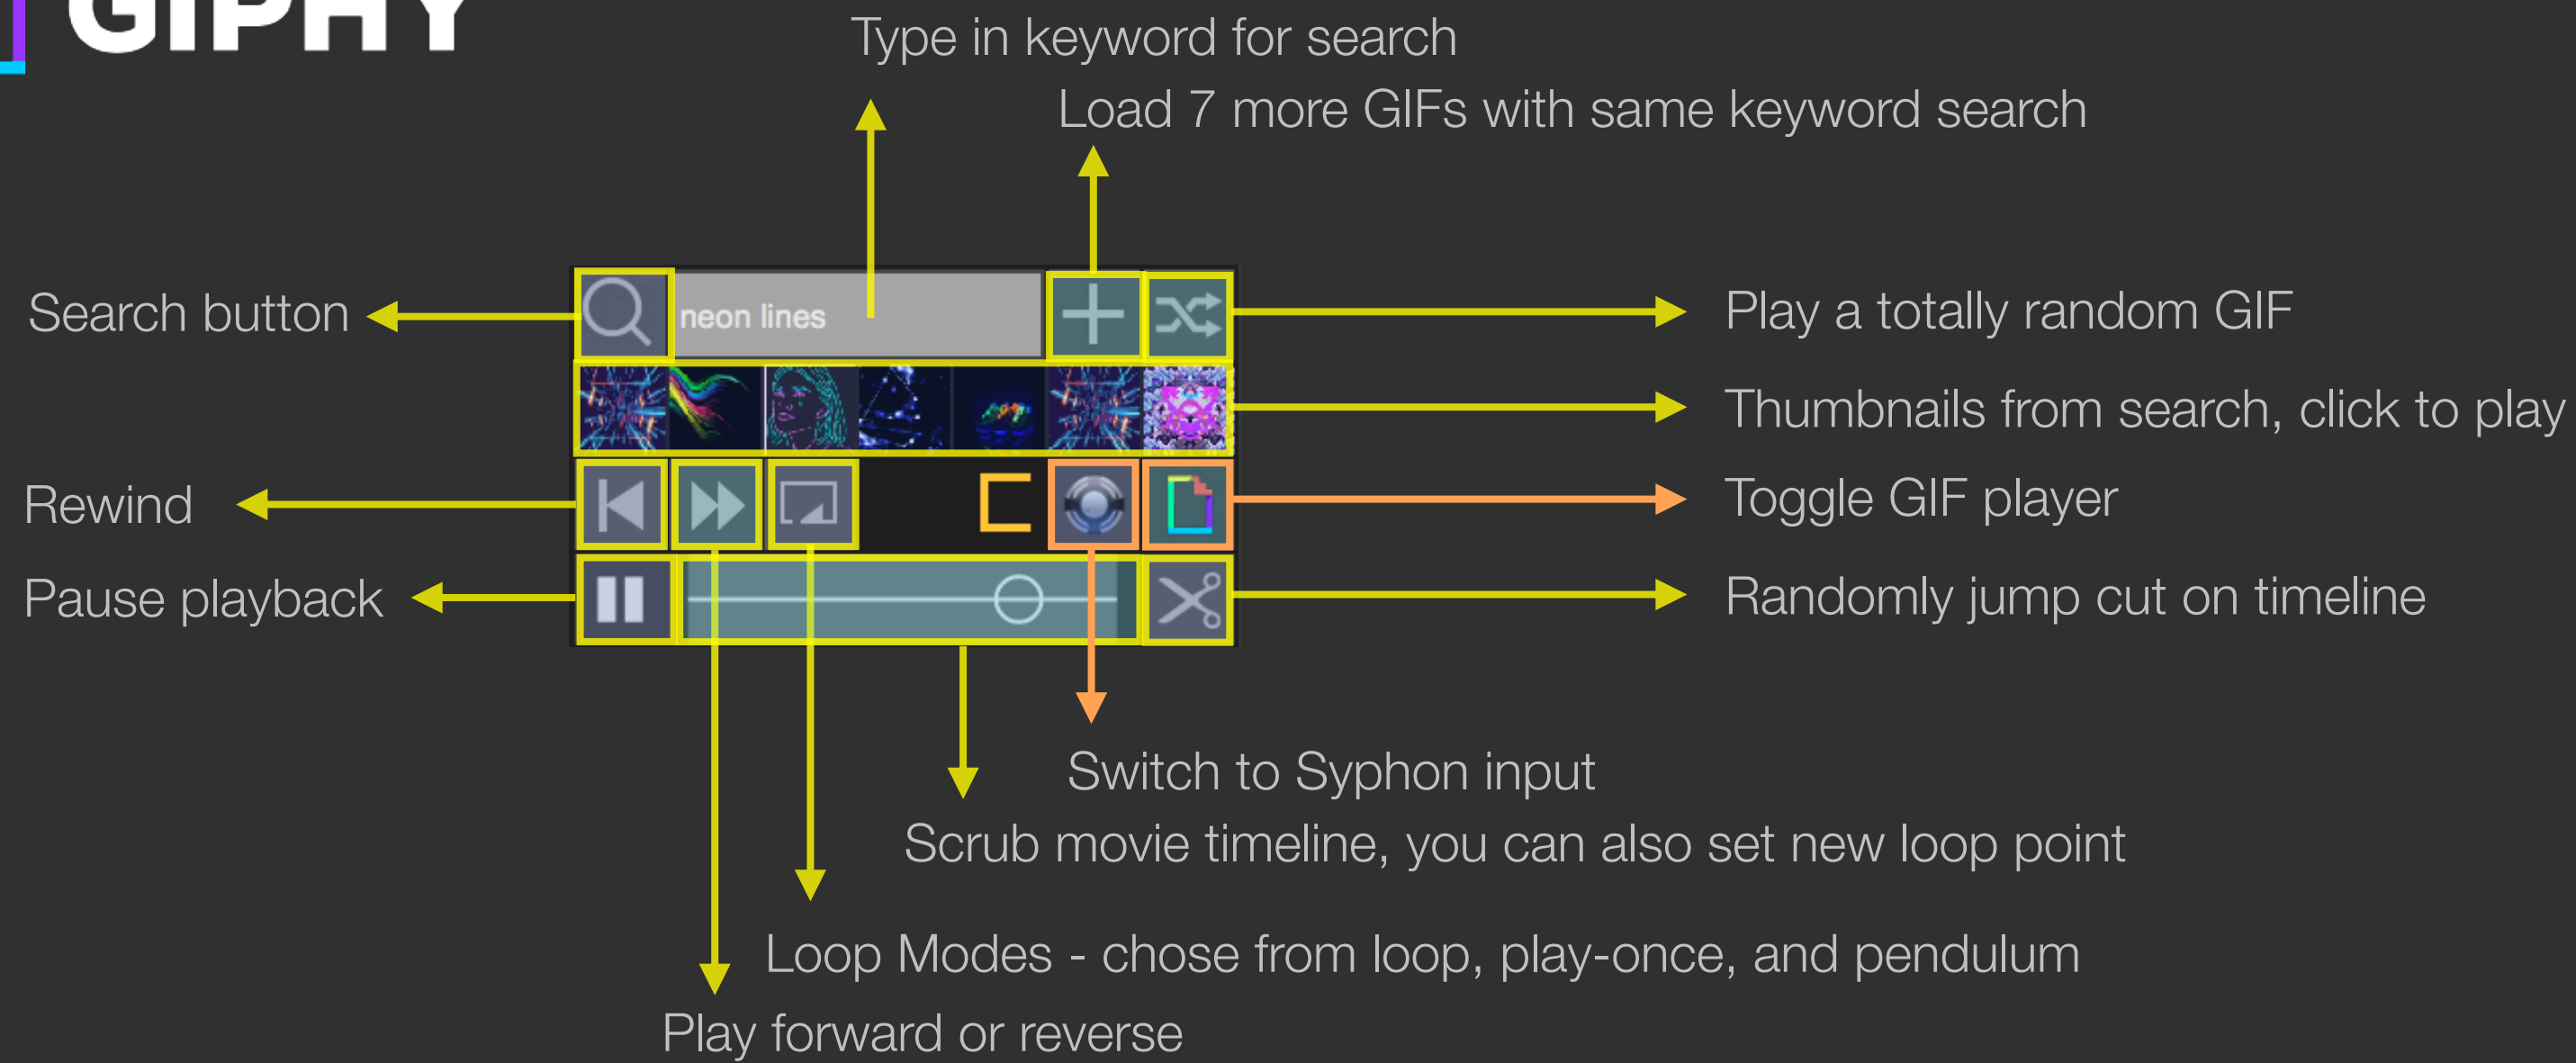 GIPHY
Type in keyword for search
Load 7 more GIFs with same keyword search
Search button
neon lines
Play a totally random GIF
Thumbnails from search, click to play
Rewind
Toggle GIF player
Pause playback
Randomly jump cut on timeline
Switch to Syphon input
Scrub movie timeline, you can also set new loop point
Loop Modes - chose from loop, play-once, and pendulum
Play forward or reverse